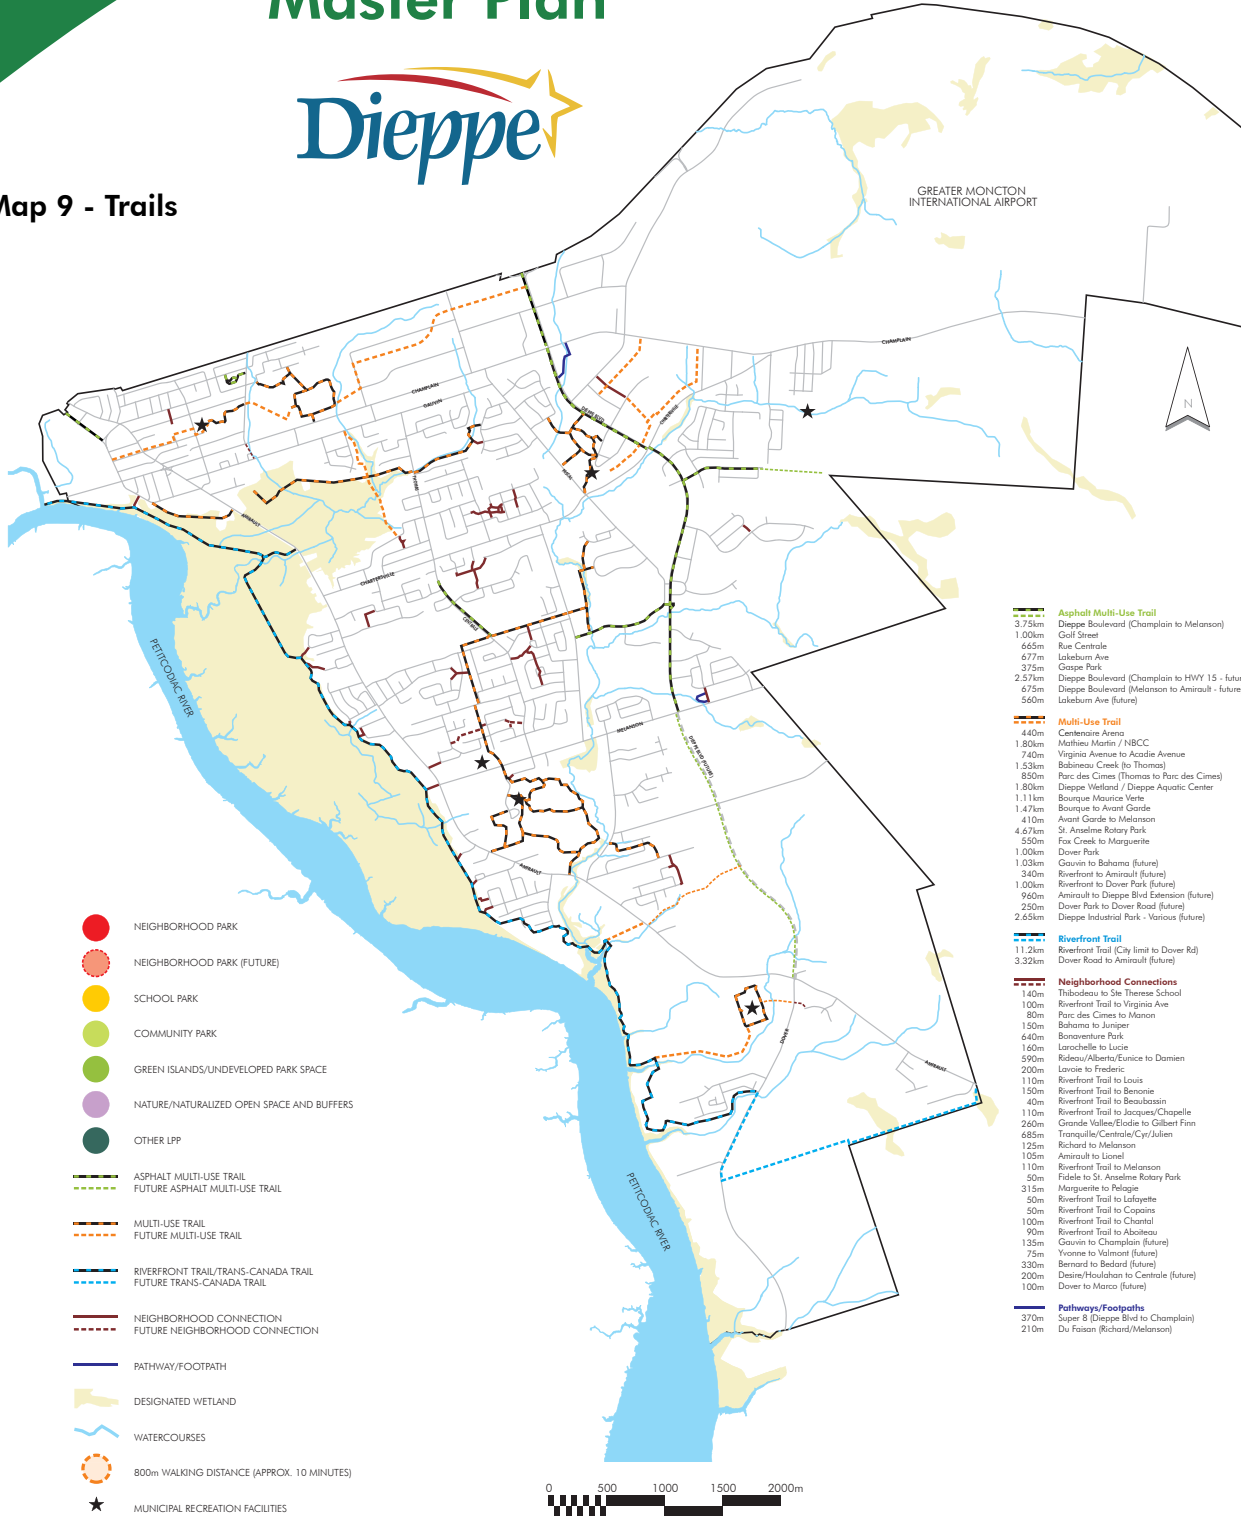 Master Plan
Dieppe
Map 9 - Trails
GREATER MONCTON
INTERNATIONAL AIRPORT
CHAMPLAIN
CHAMPLAIN
GAUVIN
DIEPPE BLVD
THOMAS
AMIRAULT
CHARTERSVILLE
CENTRALE
PETITCODIAC RIVER
MELANSON
DIEPPE BLVD (FUTURE)
AMIRAULT
DOVER
AMIRAULT
PETITCODIAC RIVER
N
NEIGHBORHOOD PARK
NEIGHBORHOOD PARK (FUTURE)
SCHOOL PARK
COMMUNITY PARK
GREEN ISLANDS/UNDEVELOPED PARK SPACE
NATURE/NATURALIZED OPEN SPACE AND BUFFERS
OTHER LPP
ASPHALT MULTI-USE TRAIL
FUTURE ASPHALT MULTI-USE TRAIL
MULTI-USE TRAIL
FUTURE MULTI-USE TRAIL
RIVERFRONT TRAIL/TRANS-CANADA TRAIL
FUTURE TRANS-CANADA TRAIL
NEIGHBORHOOD CONNECTION
FUTURE NEIGHBORHOOD CONNECTION
PATHWAY/FOOTPATH
DESIGNATED WETLAND
WATERCOURSES
800m WALKING DISTANCE (APPROX. 10 MINUTES)
MUNICIPAL RECREATION FACILITIES
0 500 1000 1500 2000m
Asphalt Multi-Use Trail
3.75km Dieppe Boulevard (Champlain to Melanson)
1.00km Golf Street
665m Rue Centrale
677m Lakeburn Ave
375m Gaspe Park
2.57km Dieppe Boulevard (Champlain to HWY 15 - futur
675m Dieppe Boulevard (Melanson to Amirault - future
560m Lakeburn Ave (future)
Multi-Use Trail
440m Centenaire Arena
1.80km Mathieu Martin / NBCC
740m Virginia Avenue to Acadie Avenue
1.53km Babineau Creek (to Thomas)
850m Parc des Cimes (Thomas to Parc des Cimes)
1.80km Dieppe Wetland / Dieppe Aquatic Center
1.11km Bourque Maurice Verte
1.47km Bourque to Avant Garde
410m Avant Garde to Melanson
4.67km St. Anselme Rotary Park
550m Fox Creek to Marguerite
1.00km Dover Park
1.03km Gauvin to Bahama (future)
340m Riverfront to Amirault (future)
1.00km Riverfront to Dover Park (future)
960m Amirault to Dieppe Blvd Extension (future)
250m Dover Park to Dover Road (future)
2.65km Dieppe Industrial Park - Various (future)
Riverfront Trail
11.2km Riverfront Trail (City limit to Dover Rd)
3.32km Dover Road to Amirault (future)
Neighborhood Connections
140m Thibodeau to Ste Therese School
100m Riverfront Trail to Virginia Ave
80m Parc des Cimes to Manon
150m Bahama to Juniper
640m Bonaventure Park
160m Larochelle to Lucie
590m Rideau/Alberta/Eunice to Damien
200m Lavoie to Frederic
110m Riverfront Trail to Louis
150m Riverfront Trail to Benonie
40m Riverfront Trail to Beaubassin
110m Riverfront Trail to Jacques/Chapelle
260m Grande Vallee/Elodie to Gilbert Finn
685m Tranquille/Centrale/Cyr/Julien
125m Richard to Melanson
105m Amirault to Lionel
110m Riverfront Trail to Melanson
50m Fidele to St. Anselme Rotary Park
315m Marguerite to Pelagie
50m Riverfront Trail to Lafayette
50m Riverfront Trail to Copains
100m Riverfront Trail to Chantal
90m Riverfront Trail to Aboiteau
135m Gauvin to Champlain (future)
75m Yvonne to Valmont (future)
330m Bernard to Bedard (future)
200m Desire/Houlahan to Centrale (future)
100m Dover to Marco (future)
Pathways/Footpaths
370m Super 8 (Dieppe Blvd to Champlain)
210m Du Faisan (Richard/Melanson)